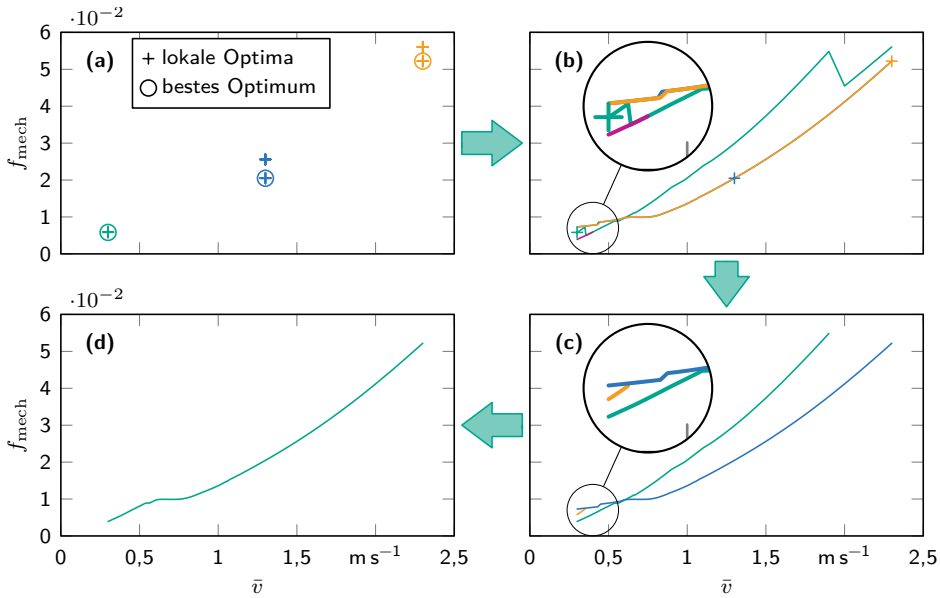 ·10⁻²
6
5
4
3
2
1
0
f_mech
(a)
lokale Optima
bestes Optimum
(b)
·10⁻²
6
5
4
3
2
1
0
f_mech
(d)
(c)
0 0,5 1 1,5 m s⁻¹ 2,5
v̄
0 0,5 1 1,5 m s⁻¹ 2,5
v̄